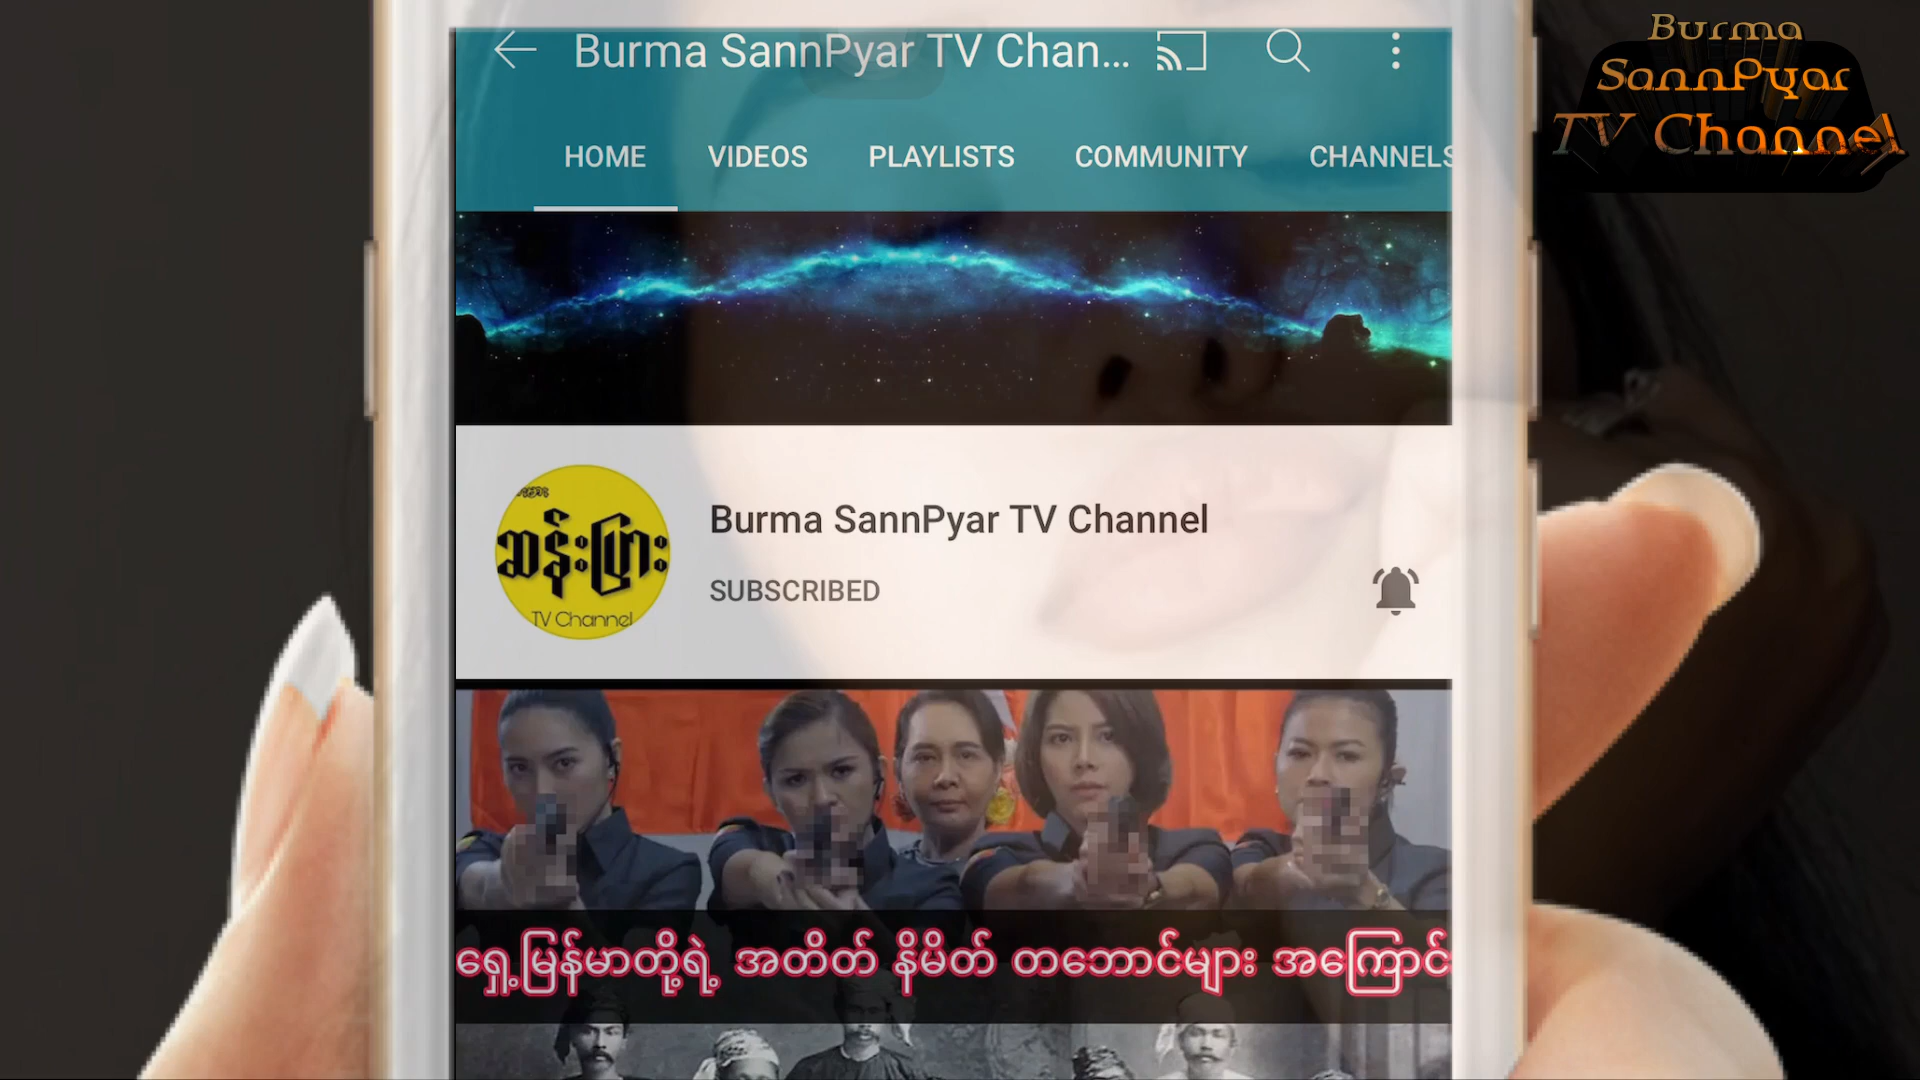 Burma SannPyar TV Chan...
Burma
SannPyar
TV Channel
HOME VIDEOS PLAYLISTS COMMUNITY CHANNELS
Burma SannPyar TV Channel
SUBSCRIBED
ဆန်းပြား
TV Channel
ရှေ့မြန်မာတို့ရဲ့ အတိတ် နိမိတ် တဘောင်များ အကြောင်း